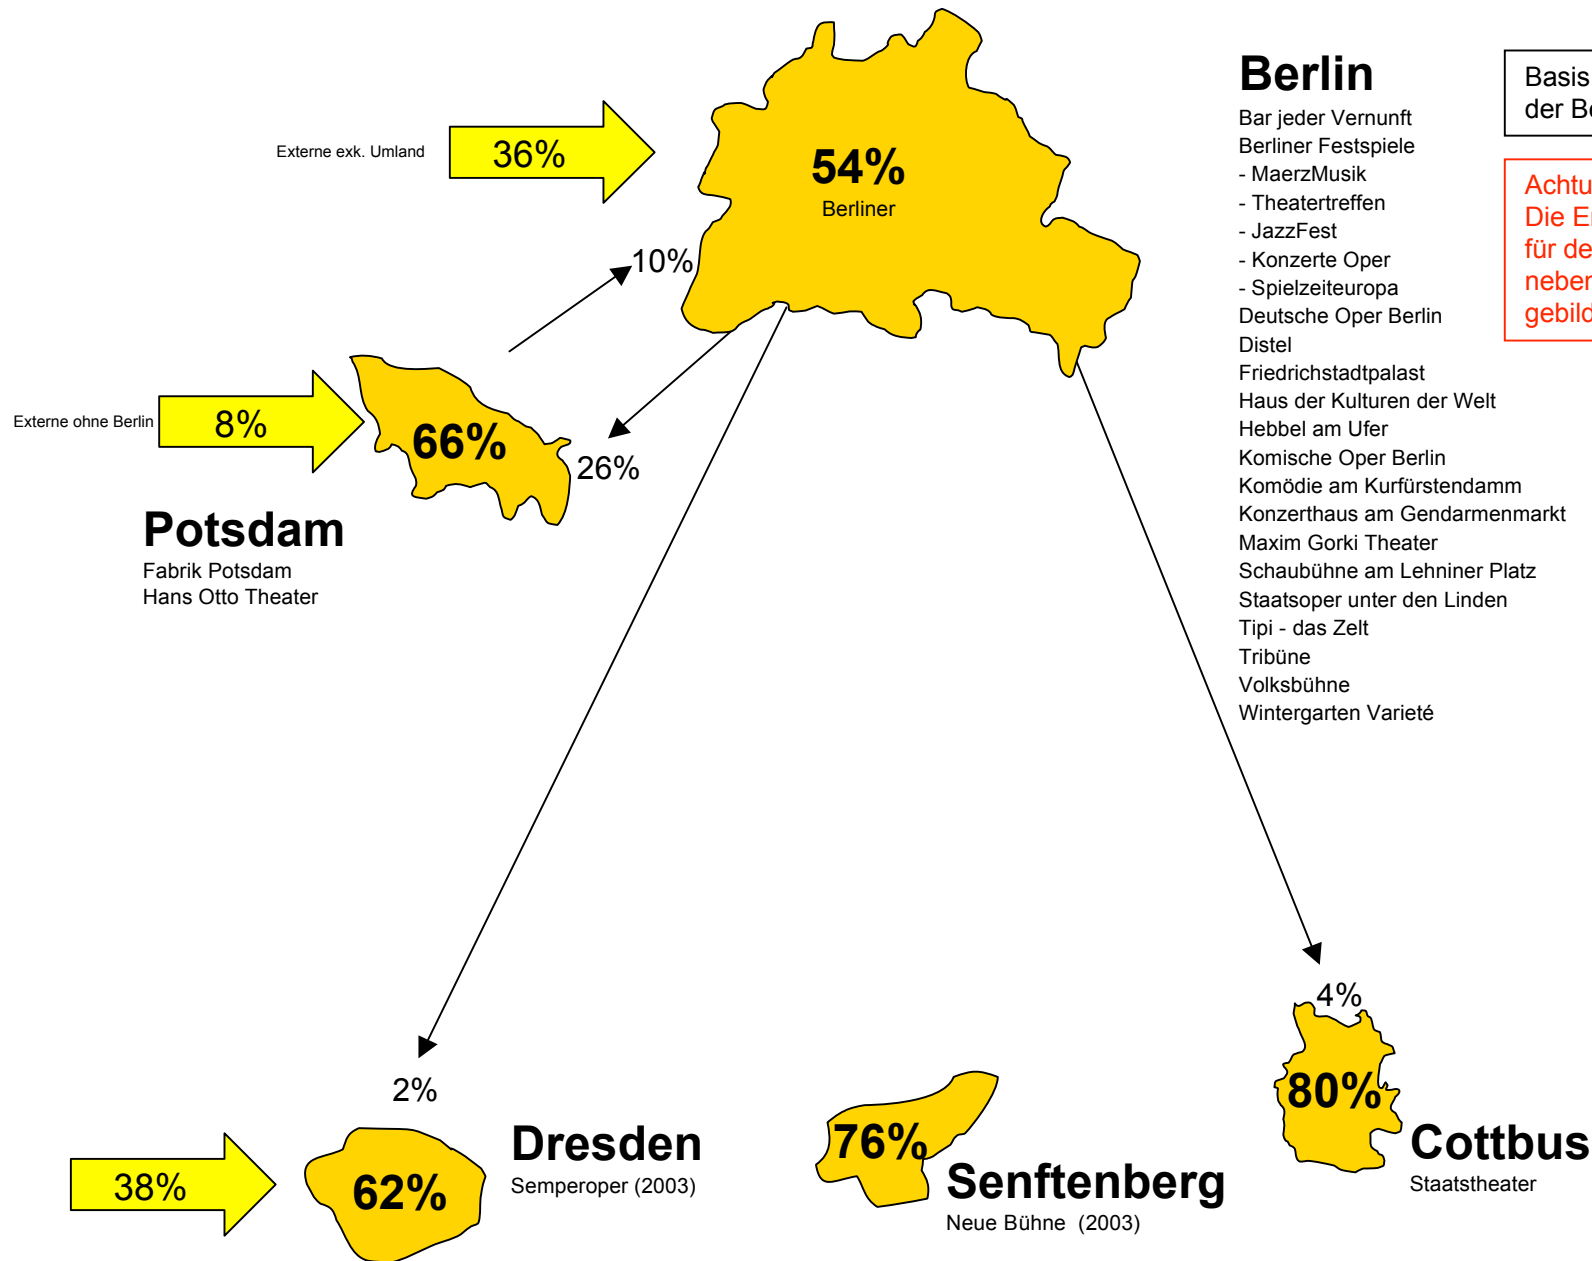 Berlin
Bar jeder Vernunft
Berliner Festspiele
- MaerzMusik
- Theatertreffen
- JazzFest
- Konzerte Oper
- Spielzeiteuropa
Deutsche Oper Berlin
Distel
Friedrichstadtpalast
Haus der Kulturen der Welt
Hebbel am Ufer
Komische Oper Berlin
Komödie am Kurfürstendamm
Konzerthaus am Gendarmenmarkt
Maxim Gorki Theater
Schaubühne am Lehniner Platz
Staatsoper unter den Linden
Tipi - das Zelt
Tribüne
Volksbühne
Wintergarten Varieté
Basis
der
Die
für
Externe exk. Umland
36%
54%
Berliner
10%
Externe ohne Berlin
8%
66%
26%
Potsdam
Fabrik Potsdam
Hans Otto Theater
2%
38%
62%
Dresden
Semperoper (2003)
76%
Senftenberg
Neue Bühne (2003)
4%
80%
Cottbus
Staatstheater